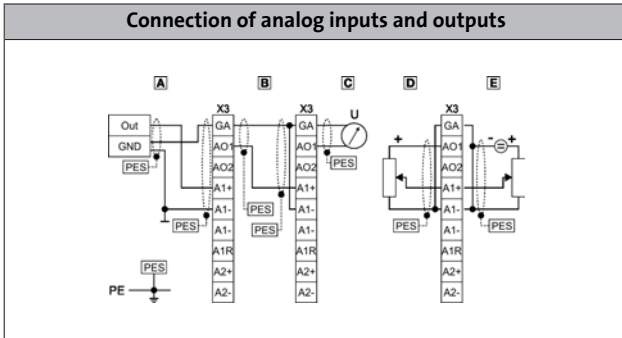 Connection of analog inputs and outputs
A B C D E
X3 X3 U X3
Out
GND
PES
GA
AO1
AO2
A1+
A1-
A1-
A1R
A2+
A2-
PES
PES
PES
GA
AO1
AO2
A1+
A1-
A1-
A1R
A2+
A2-
PES
+
PES
GA
AO1
AO2
A1+
A1-
A1-
A1R
A2+
A2-
- = +
PES
PES
PE